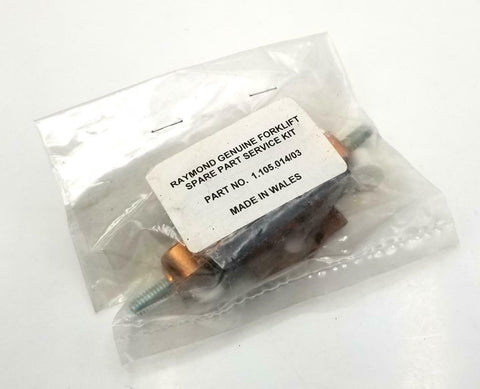 RAYMOND GENUINE FORKLIFT
SPARE PART SERVICE KIT
PART NO. 1.105.014/03
MADE IN WALES